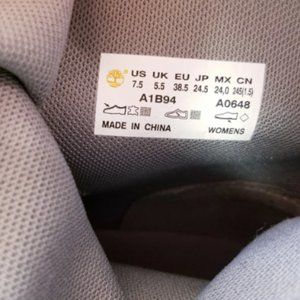 US UK EU JP MX CN
7.5 5.5 38.5 24.5 24.0 245(1.5)
A1B94 A0648
MADE IN CHINA WOMENS